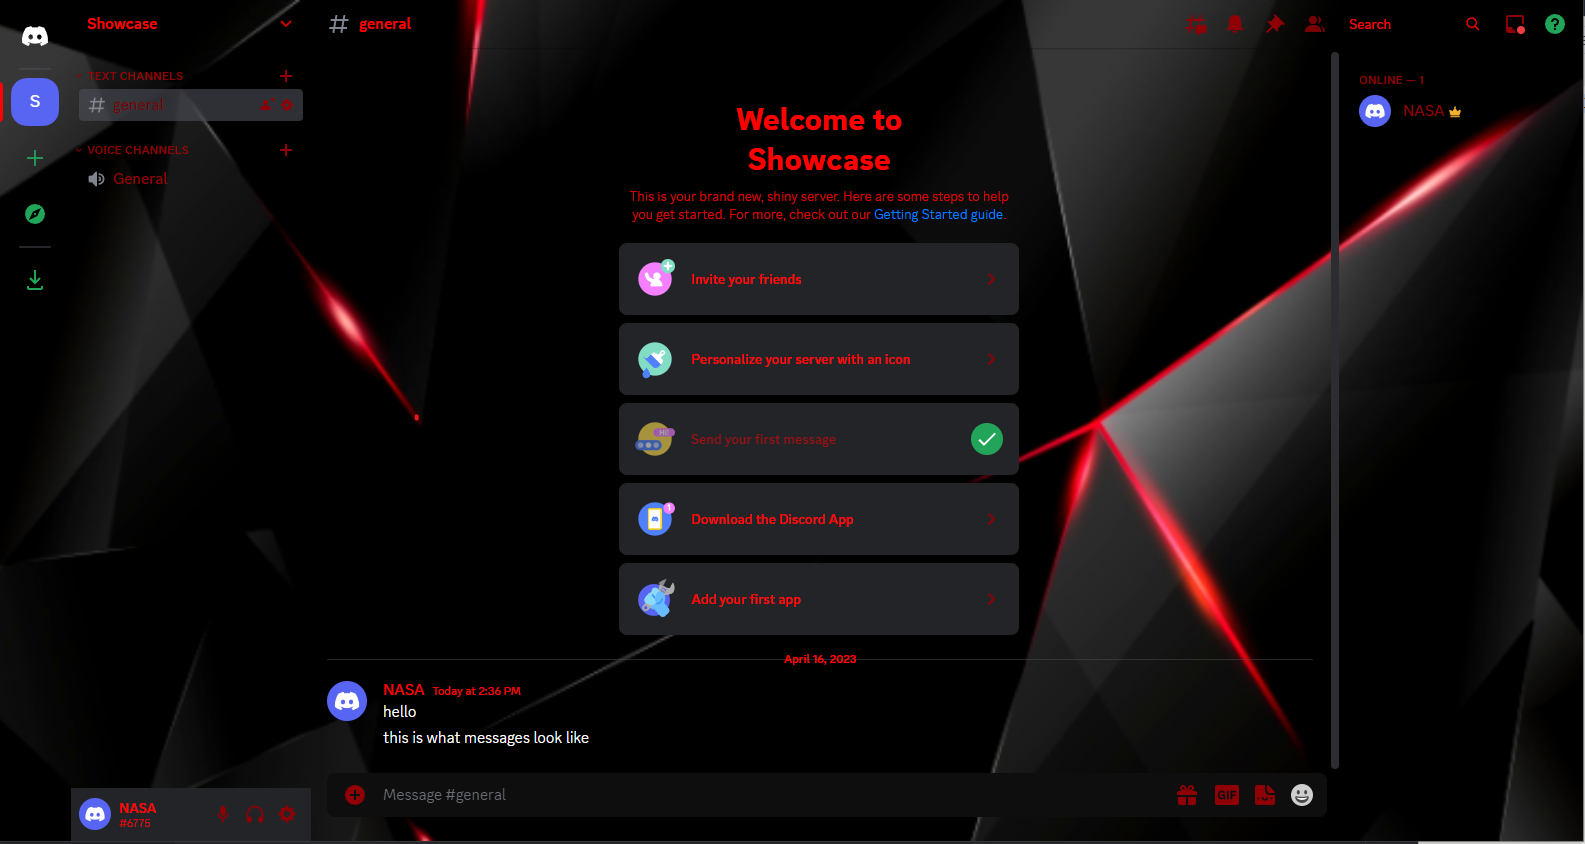 Showcase
general
Search
TEXT CHANNELS
general
VOICE CHANNELS
General
S
Welcome to
Showcase
This is your brand new, shiny server. Here are some steps to help
you get started. For more, check out our Getting Started guide.
Invite your friends
Personalize your server with an icon
Hi!
Send your first message
1
Download the Discord App
Add your first app
April 16, 2023
NASA Today at 2:36 PM
hello
this is what messages look like
Message #general
GIF
NASA
#6775
ONLINE — 1
NASA